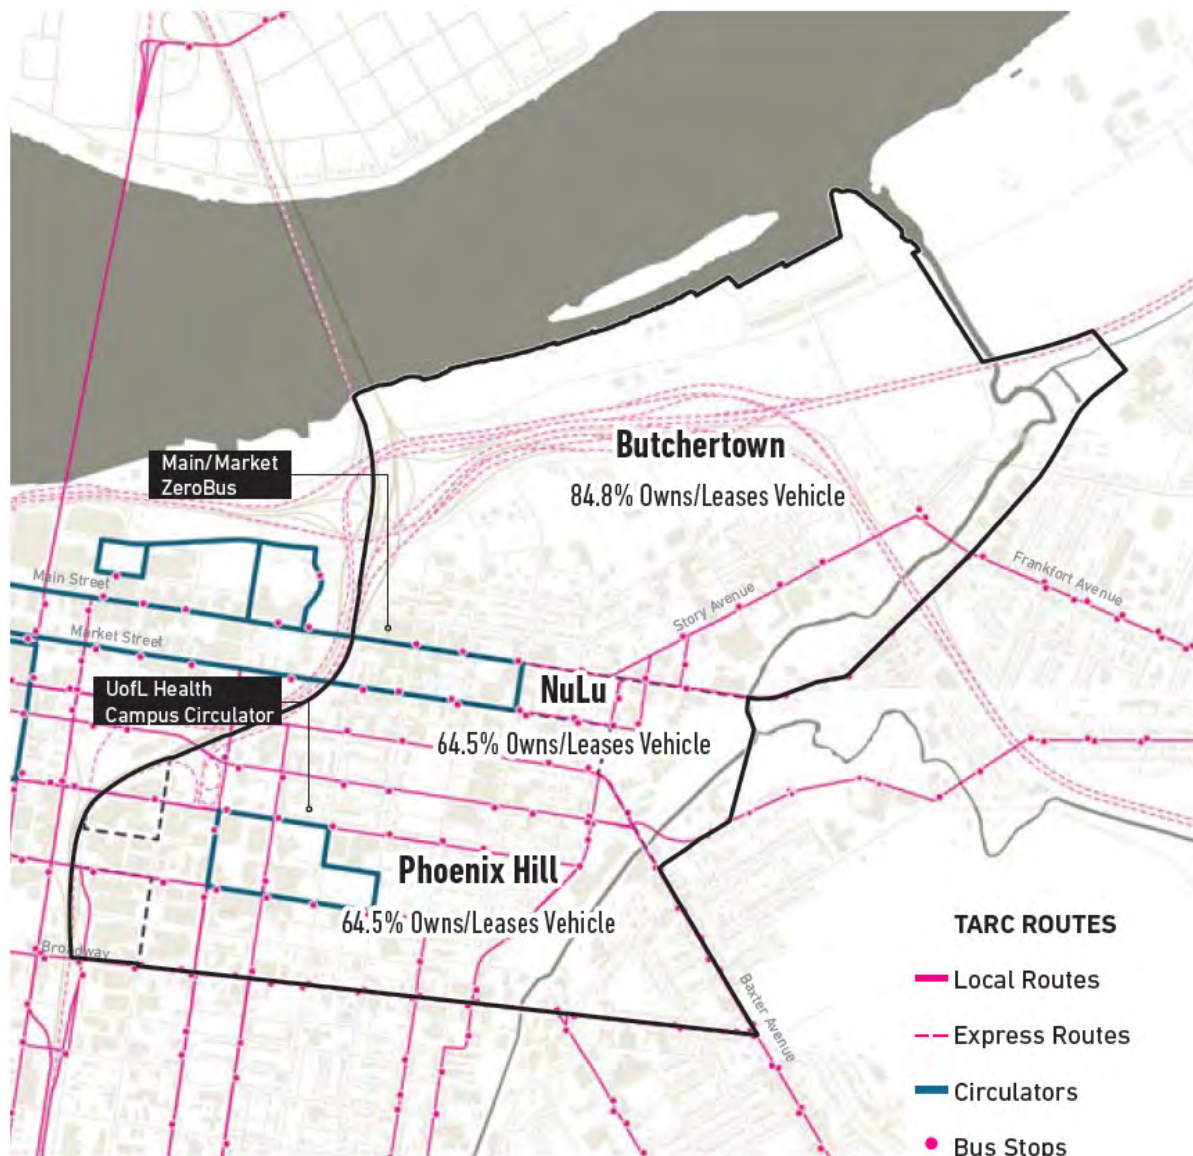 Butchertown
84.8% Owns/Leases Vehicle
Main/Market
ZeroBus
Main Street
Market Street
Story Avenue
Frankfort Avenue
NuLu
64.5% Owns/Leases Vehicle
UofL Health
Campus Circulator
Phoenix Hill
64.5% Owns/Leases Vehicle
Broadway
Baxter Avenue
TARC ROUTES
Local Routes
Express Routes
Circulators
Bus Stops